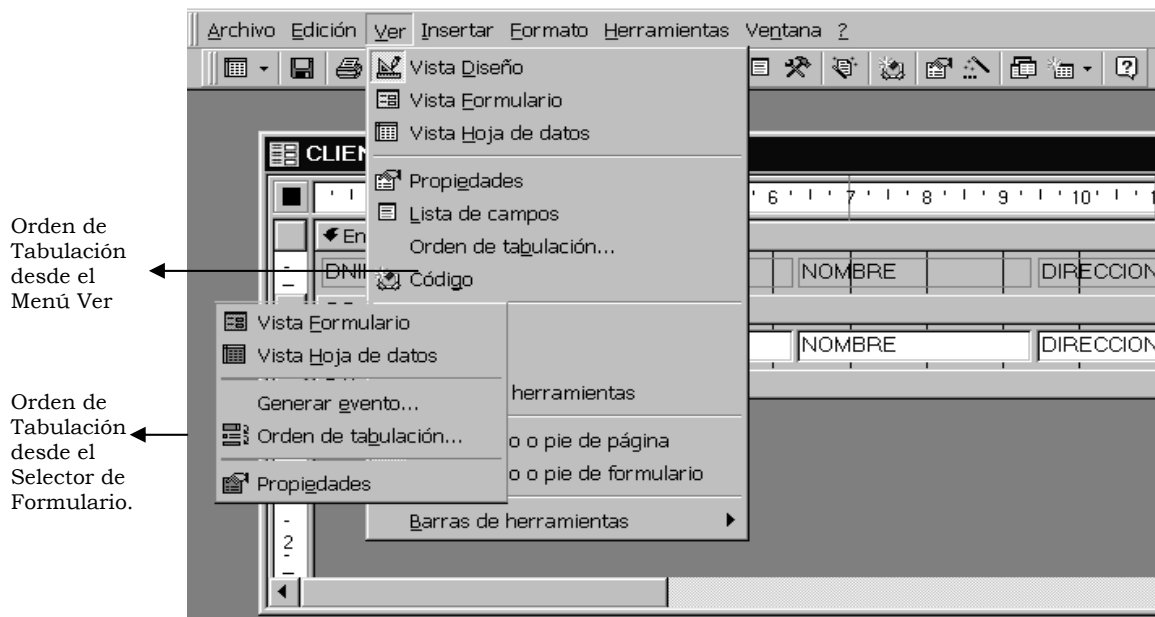 Archivo Edición Ver Insertar Formato Herramientas Ventana ?
Vista Diseño
Vista Formulario
Vista Hoja de datos
CLIEN
Propiedades
Lista de campos
Orden de tabulación...
Código
6 7 8 9 10 1
En
DNI
NOMBRE
DIRECCION
NOMBRE
DIRECCION
herramientas
o o pie de página
o o pie de formulario
Barras de herramientas
2
Orden de
Tabulación
desde el
Menú Ver
Vista Formulario
Vista Hoja de datos
Generar evento...
Orden de tabulación...
Propiedades
Orden de
Tabulación
desde el
Selector de
Formulario.